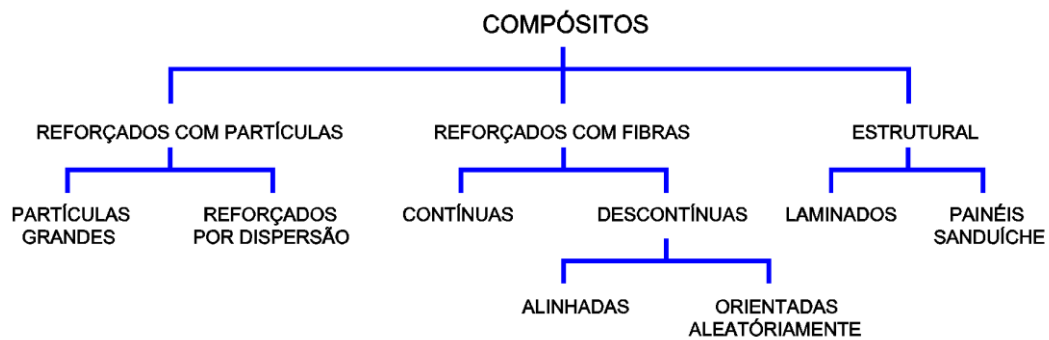 COMPÓSITOS
REFORÇADOS COM PARTÍCULAS
REFORÇADOS COM FIBRAS
ESTRUTURAL
PARTÍCULAS
GRANDES
REFORÇADOS
POR DISPERSÃO
CONTÍNUAS
DESCONTÍNUAS
LAMINADOS
PAINÉIS
SANDUÍCHE
ALINHADAS
ORIENTADAS
ALEATÓRIAMENTE